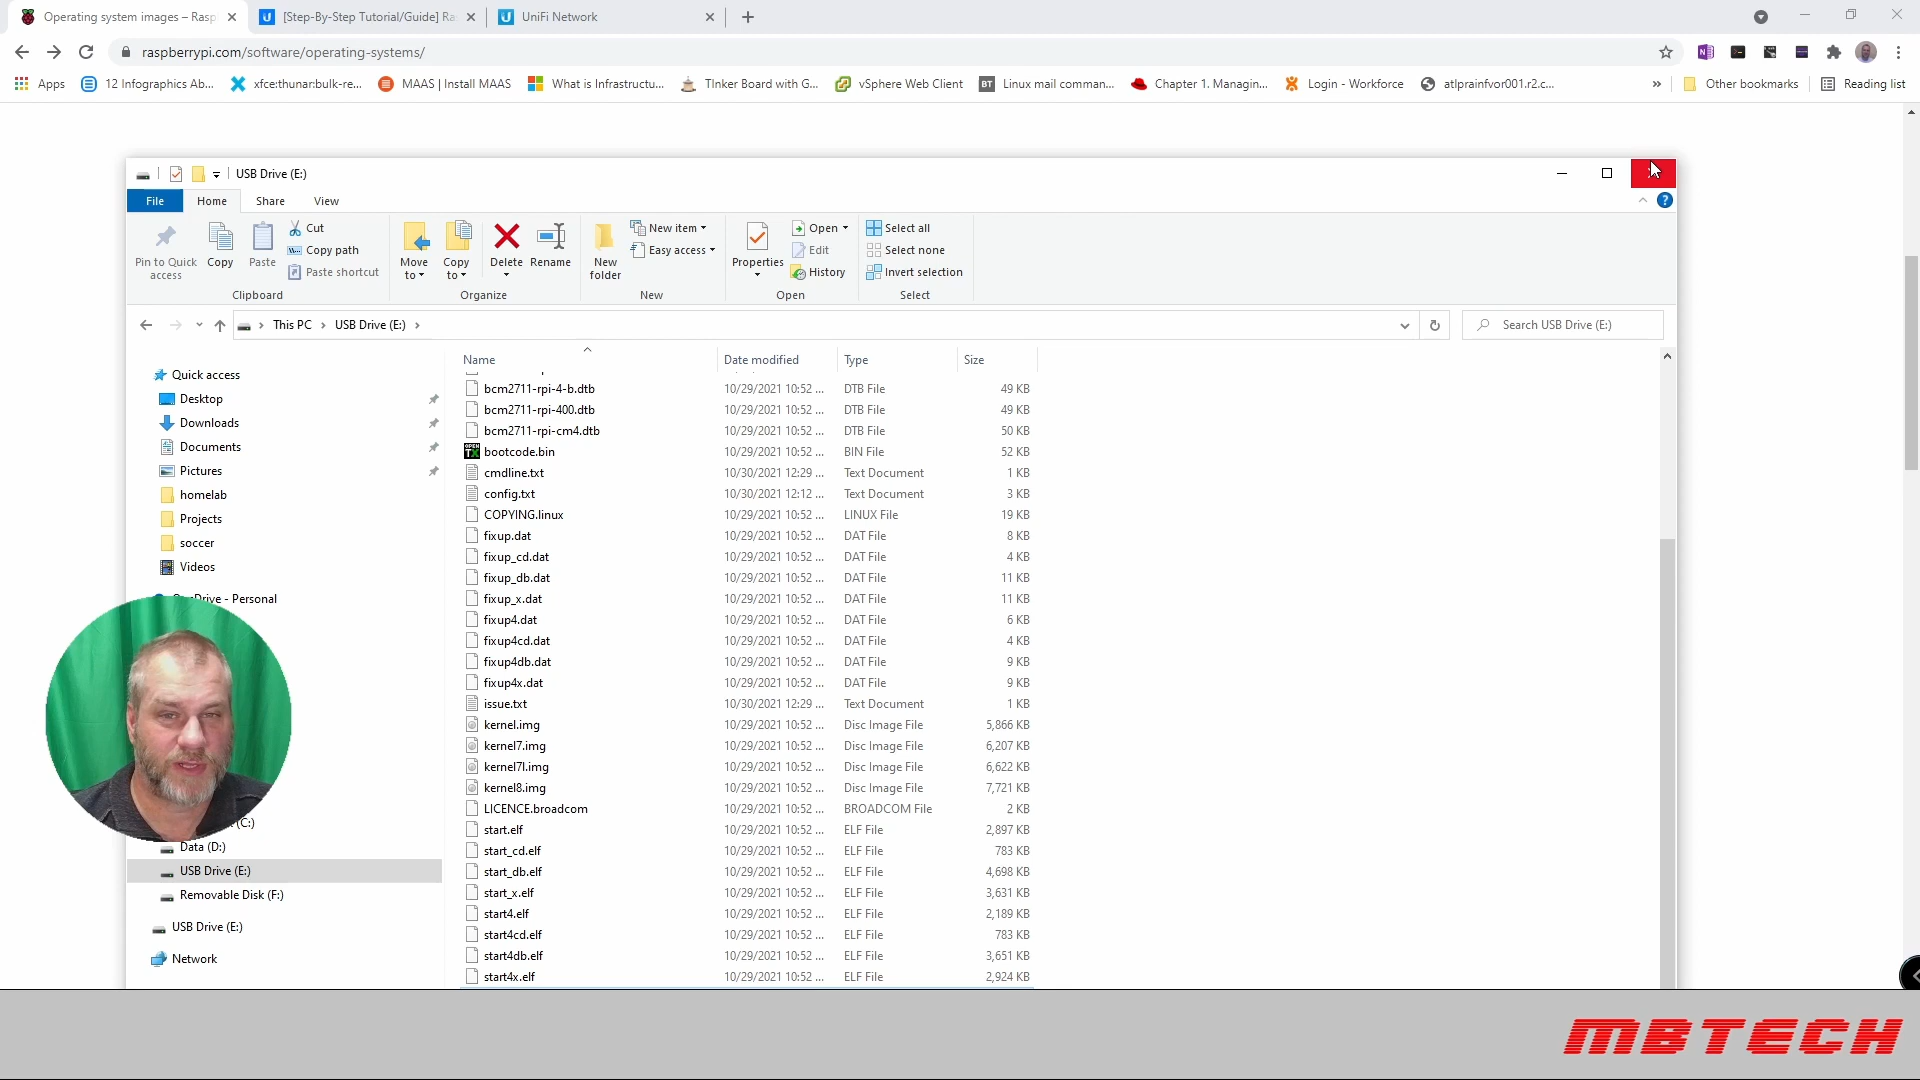 Operating system images – Rasp
[Step-By-Step Tutorial/Guide] Ra
UniFi Network
raspberrypi.com/software/operating-systems/
Apps
12 Infographics Ab...
xfce:thunar:bulk-re...
MAAS | Install MAAS
What is Infrastructu...
TInker Board with G...
vSphere Web Client
BT
Linux mail comman...
Chapter 1. Managin...
Login - Workforce
atlprainfvor001.r2.c...
»
Other bookmarks
Reading list
USB Drive (E:)
File
Home
Share
View
Pin to Quick access
Copy
Paste
Cut
Copy path
Paste shortcut
Clipboard
Move to
Copy to
Delete
Rename
Organize
New folder
New item
Easy access
New
Properties
Open
Edit
History
Open
Select all
Select none
Invert selection
Select
This PC > USB Drive (E:) >
Search USB Drive (E:)
Quick access
Desktop
Downloads
Documents
Pictures
homelab
Projects
soccer
Videos
Drive - Personal
(C:)
Data (D:)
USB Drive (E:)
Removable Disk (F:)
USB Drive (E:)
Network
Name Date modified Type Size
bcm2711-rpi-4-b.dtb 10/29/2021 10:52 ... DTB File 49 KB
bcm2711-rpi-400.dtb 10/29/2021 10:52 ... DTB File 49 KB
bcm2711-rpi-cm4.dtb 10/29/2021 10:52 ... DTB File 50 KB
bootcode.bin 10/29/2021 10:52 ... BIN File 52 KB
cmdline.txt 10/30/2021 12:29 ... Text Document 1 KB
config.txt 10/30/2021 12:12 ... Text Document 3 KB
COPYING.linux 10/29/2021 10:52 ... LINUX File 19 KB
fixup.dat 10/29/2021 10:52 ... DAT File 8 KB
fixup_cd.dat 10/29/2021 10:52 ... DAT File 4 KB
fixup_db.dat 10/29/2021 10:52 ... DAT File 11 KB
fixup_x.dat 10/29/2021 10:52 ... DAT File 11 KB
fixup4.dat 10/29/2021 10:52 ... DAT File 6 KB
fixup4cd.dat 10/29/2021 10:52 ... DAT File 4 KB
fixup4db.dat 10/29/2021 10:52 ... DAT File 9 KB
fixup4x.dat 10/29/2021 10:52 ... DAT File 9 KB
issue.txt 10/30/2021 12:29 ... Text Document 1 KB
kernel.img 10/29/2021 10:52 ... Disc Image File 5,866 KB
kernel7.img 10/29/2021 10:52 ... Disc Image File 6,207 KB
kernel7l.img 10/29/2021 10:52 ... Disc Image File 6,622 KB
kernel8.img 10/29/2021 10:52 ... Disc Image File 7,721 KB
LICENCE.broadcom 10/29/2021 10:52 ... BROADCOM File 2 KB
start.elf 10/29/2021 10:52 ... ELF File 2,897 KB
start_cd.elf 10/29/2021 10:52 ... ELF File 783 KB
start_db.elf 10/29/2021 10:52 ... ELF File 4,698 KB
start_x.elf 10/29/2021 10:52 ... ELF File 3,631 KB
start4.elf 10/29/2021 10:52 ... ELF File 2,189 KB
start4cd.elf 10/29/2021 10:52 ... ELF File 783 KB
start4db.elf 10/29/2021 10:52 ... ELF File 3,651 KB
start4x.elf 10/29/2021 10:52 ... ELF File 2,924 KB
MBTECH